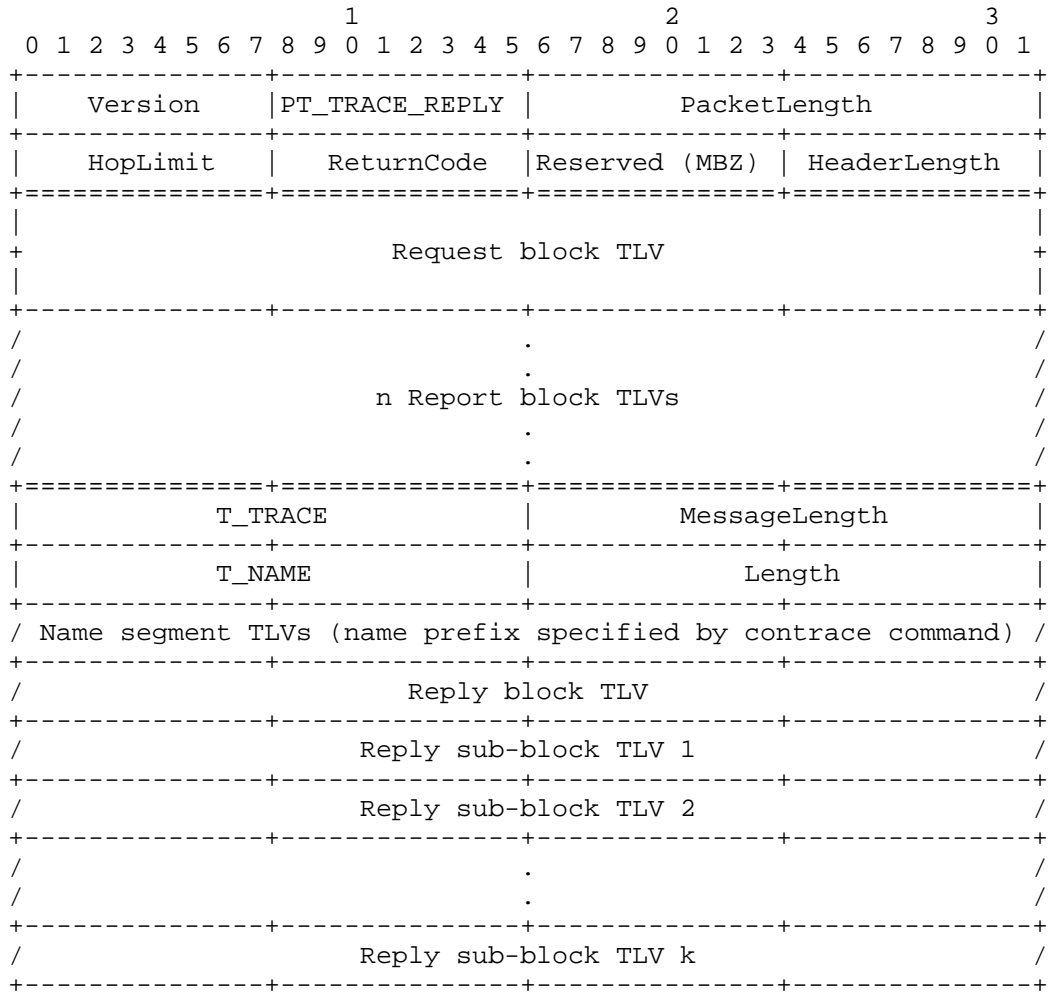 1                   2                   3
 0 1 2 3 4 5 6 7 8 9 0 1 2 3 4 5 6 7 8 9 0 1 2 3 4 5 6 7 8 9 0 1
+---------------+---------------+---------------+---------------+
|    Version    |PT_TRACE_REPLY |         PacketLength          |
+---------------+---------------+---------------+---------------+
|    HopLimit   |   ReturnCode  |Reserved (MBZ) | HeaderLength  |
+===============+===============+===============+===============+
|                                                               |
+                       Request block TLV                       +
|                                                               |
+---------------+---------------+---------------+---------------+
/                               .                               /
/                               .                               /
/                      n Report block TLVs                      /
/                               .                               /
/                               .                               /
+===============+===============+===============+===============+
|            T_TRACE            |         MessageLength         |
+---------------+---------------+---------------+---------------+
|            T_NAME             |             Length            |
+---------------+---------------+---------------+---------------+
/ Name segment TLVs (name prefix specified by contrace command) /
+---------------+---------------+---------------+---------------+
/                        Reply block TLV                        /
+---------------+---------------+---------------+---------------+
/                     Reply sub-block TLV 1                     /
+---------------+---------------+---------------+---------------+
/                     Reply sub-block TLV 2                     /
+---------------+---------------+---------------+---------------+
/                               .                               /
/                               .                               /
+---------------+---------------+---------------+---------------+
/                     Reply sub-block TLV k                     /
+---------------+---------------+---------------+---------------+